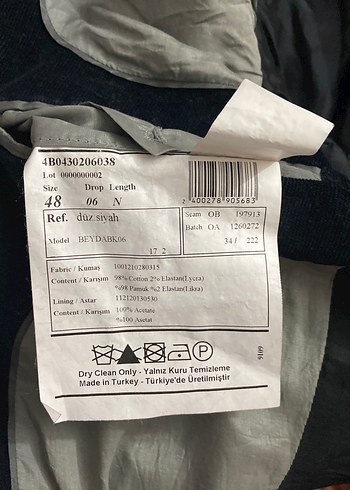 4B0430206038
Lot 0000000002
Size Drop Length
48 06 N
2 400278 905683
Ref. düz.siyah
Model BEYDABK06
17 2
Seam OB 197913
Batch OA 1260272
34 / 222
Fabric / Kumaş 1001210280315
Content / Karışım 98% Cotton 2% Elastan(Lycra)
%98 Pamuk %2 Elastan(Likra)
Lining / Astar 112120130530
Content / Karışım 100% Acetate
%100 Asetat
P
Dry Clean Only - Yalnız Kuru Temizleme
Made in Turkey - Türkiye'de Üretilmiştir